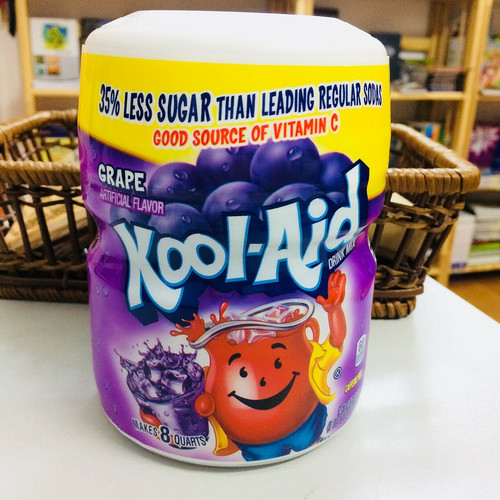 35% LESS SUGAR THAN LEADING REGULAR SODAS
GOOD SOURCE OF VITAMIN C
GRAPE
ARTIFICIAL FLAVOR
Kool-Aid
DRINK MIX
MAKES 8 QUARTS